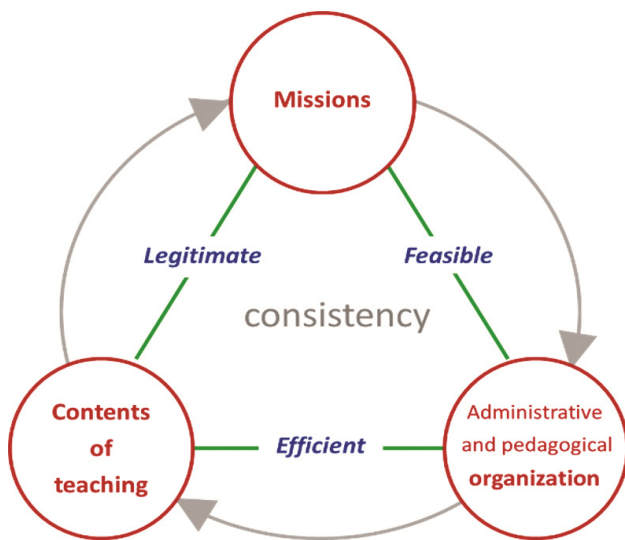 Missions
Legitimate
Feasible
consistency
Contents
of
teaching
Efficient
Administrative
and pedagogical
organization